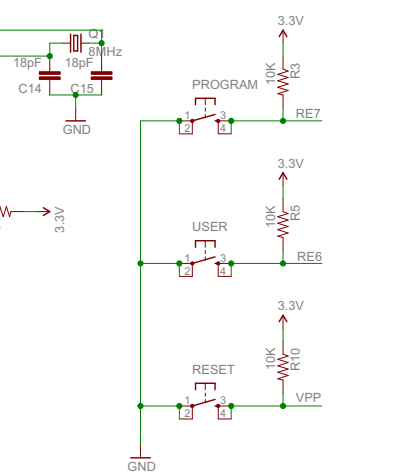 Q1
8MHz
18pF
18pF
C14
C15
GND
3.3V
3.3V
10K
R3
PROGRAM
1
2
3
4
RE7
3.3V
10K
R5
USER
1
2
3
4
RE6
3.3V
10K
R10
RESET
1
2
3
4
VPP
GND